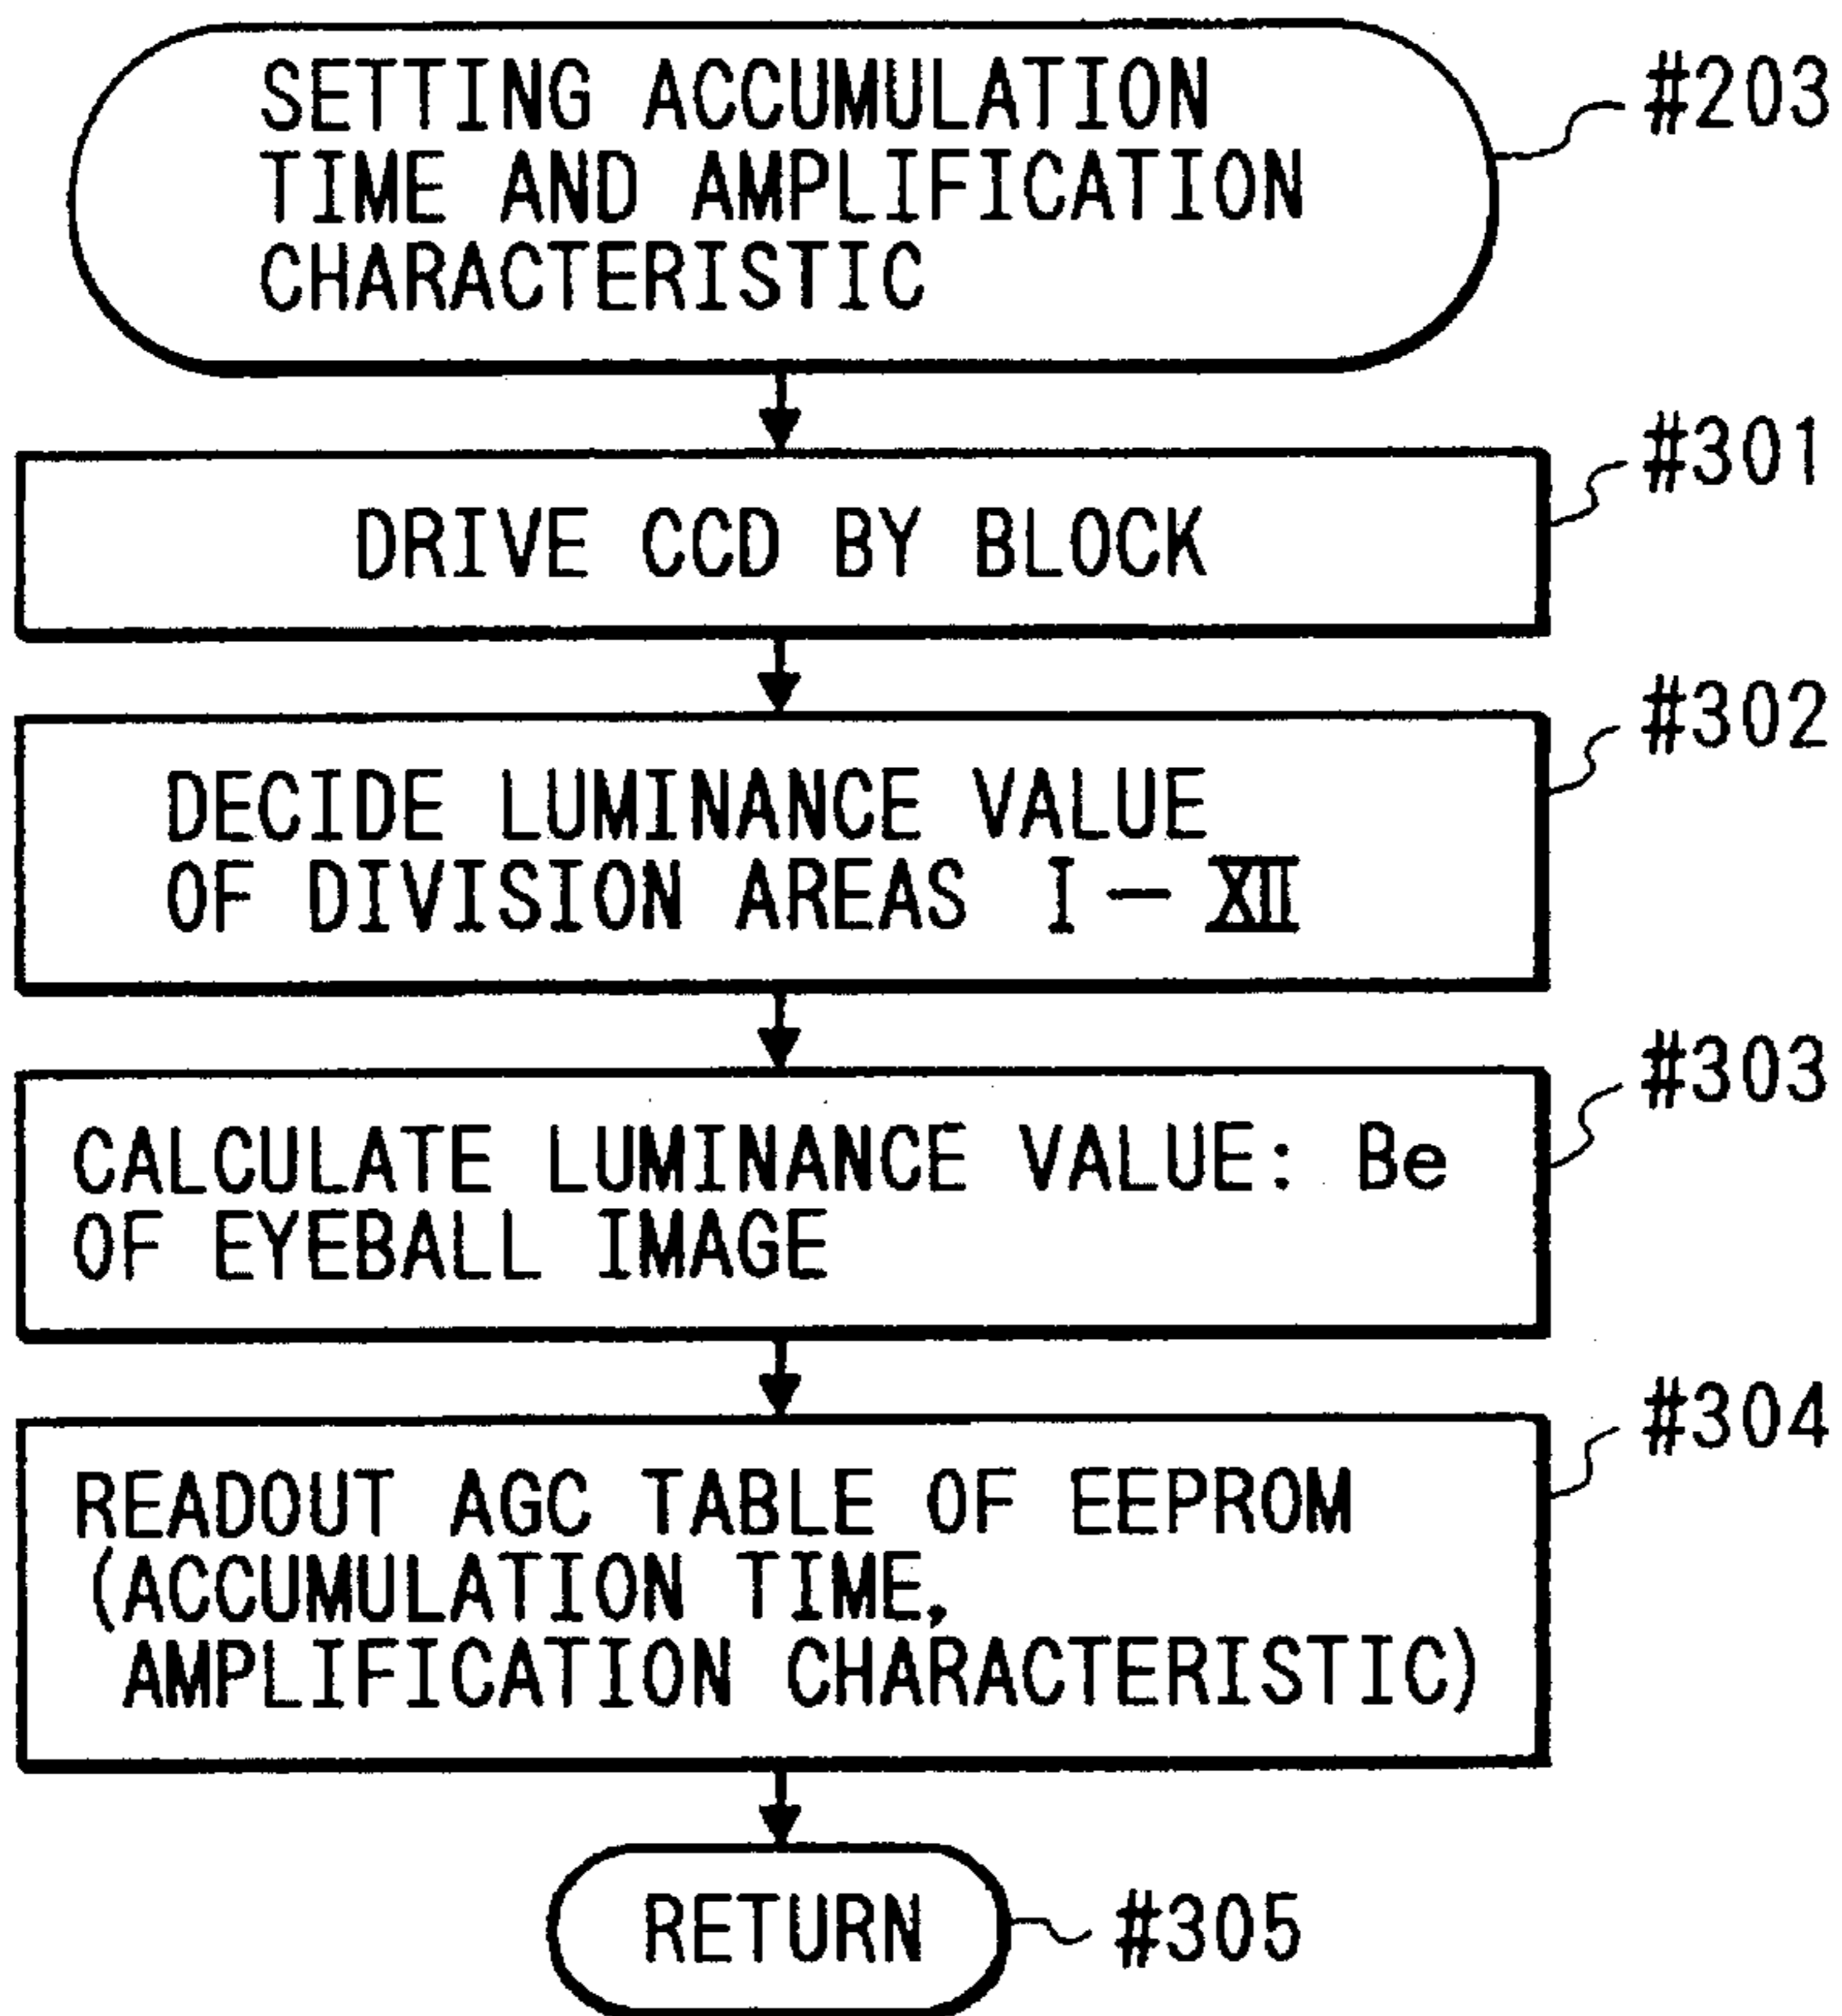 SETTING ACCUMULATION
TIME AND AMPLIFICATION
CHARACTERISTIC
#203
DRIVE CCD BY BLOCK
#301
DECIDE LUMINANCE VALUE
OF DIVISION AREAS I — XII
#302
CALCULATE LUMINANCE VALUE: Be
OF EYEBALL IMAGE
#303
READOUT AGC TABLE OF EEPROM
(ACCUMULATION TIME,
AMPLIFICATION CHARACTERISTIC)
#304
RETURN
#305